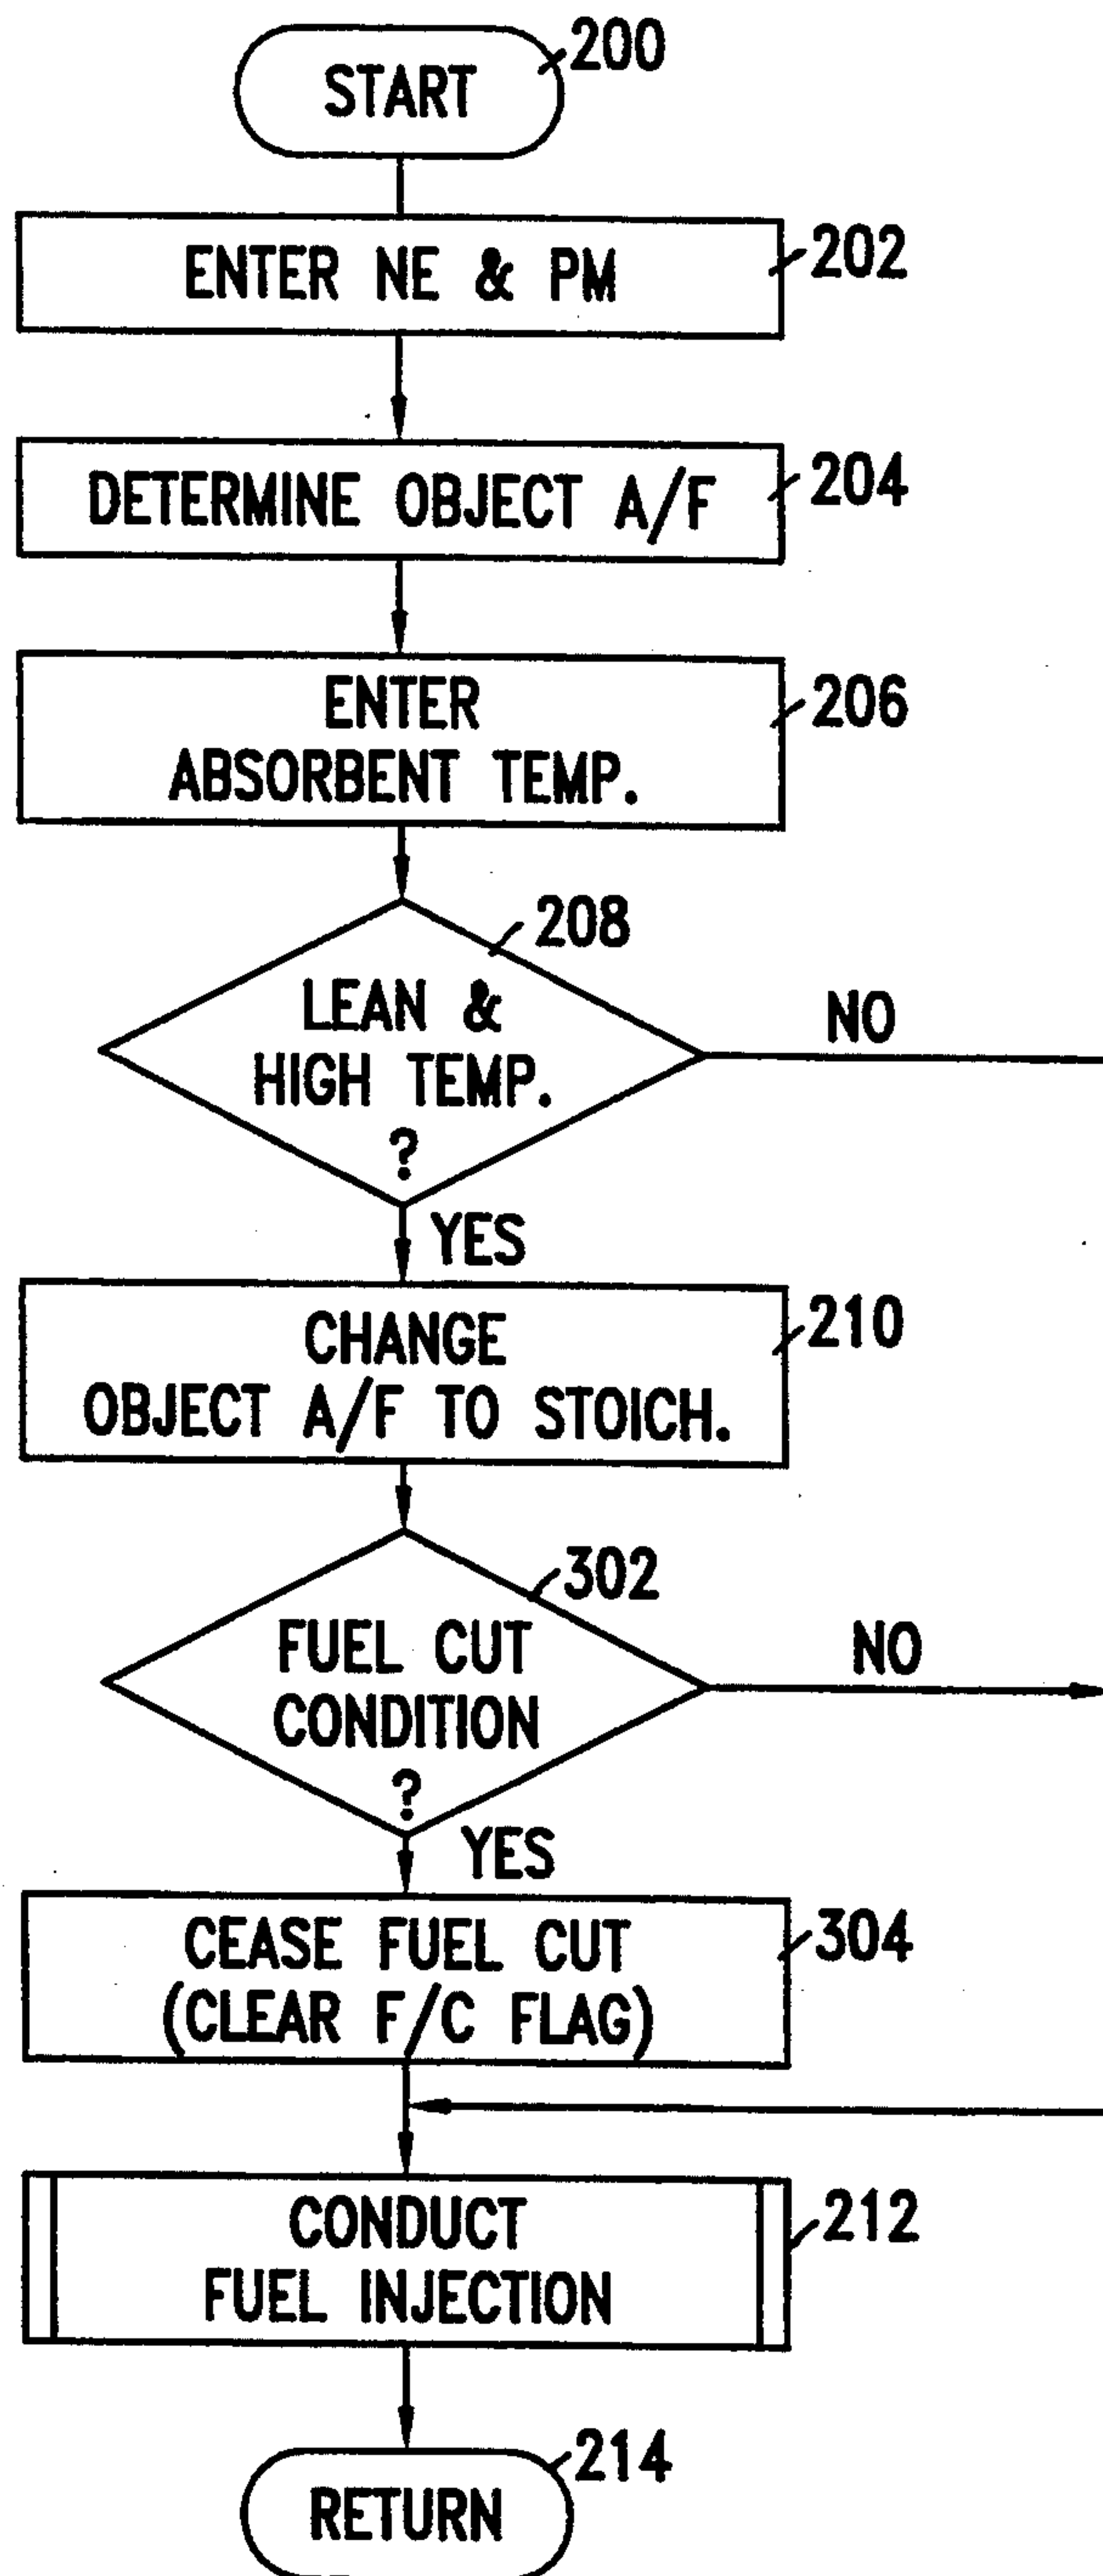 200
START
202
ENTER NE & PM
204
DETERMINE OBJECT A/F
206
ENTER
ABSORBENT TEMP.
208
LEAN &
HIGH TEMP.
?
NO
YES
210
CHANGE
OBJECT A/F TO STOICH.
302
FUEL CUT
CONDITION
?
NO
YES
304
CEASE FUEL CUT
(CLEAR F/C FLAG)
212
CONDUCT
FUEL INJECTION
214
RETURN